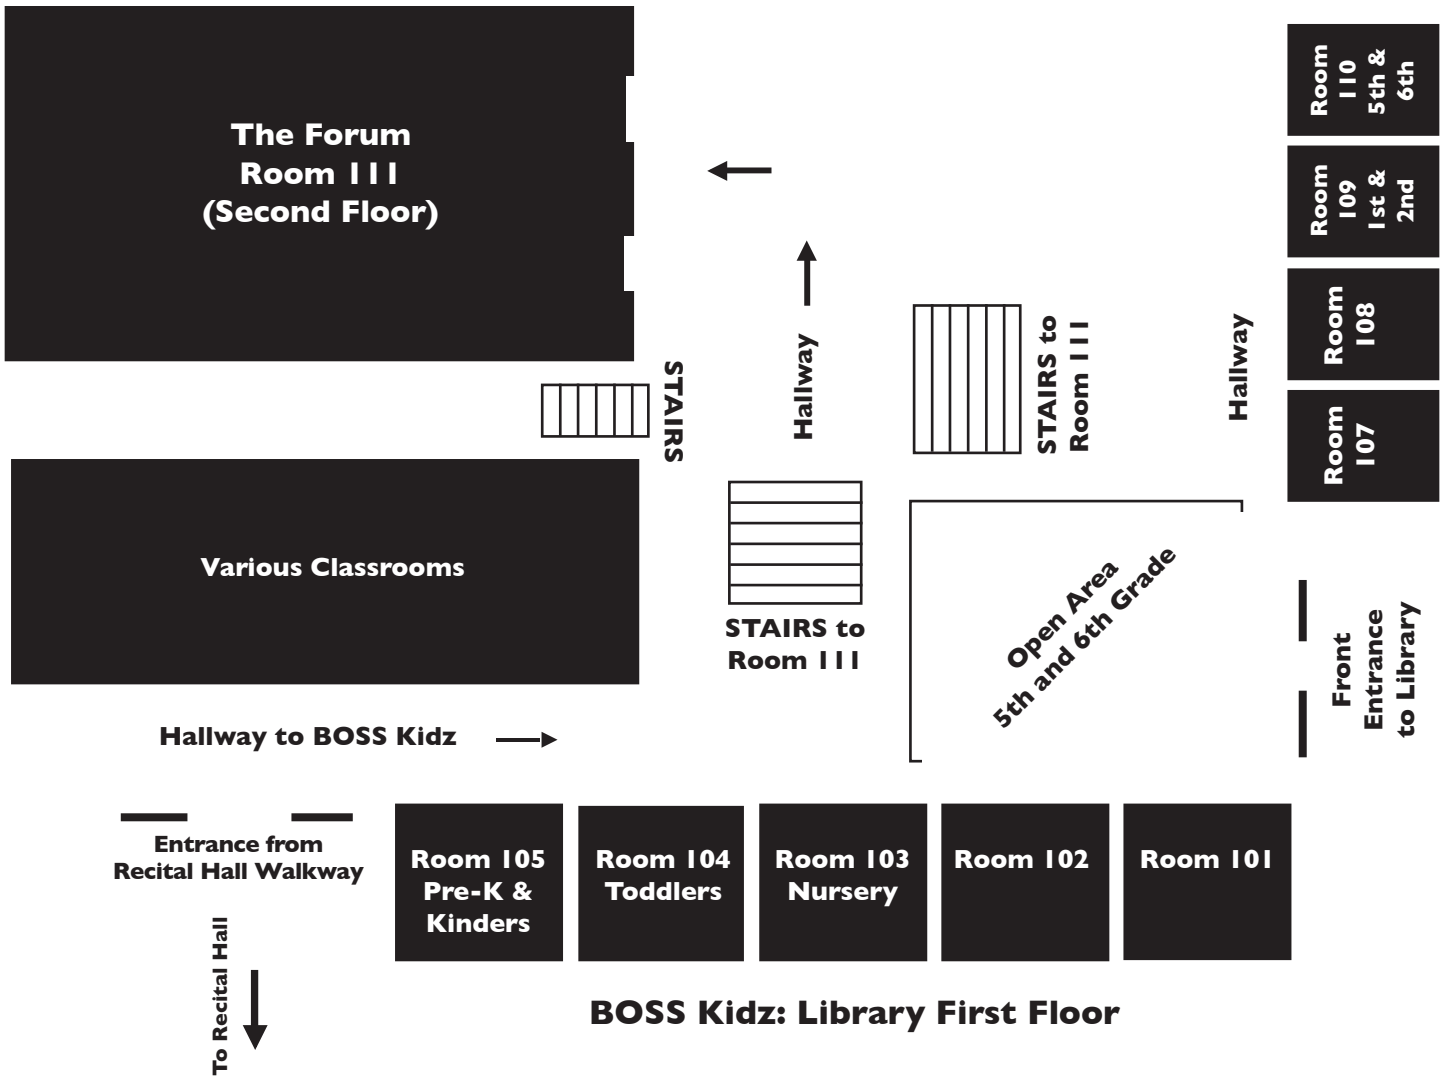 The Forum
Room 111
(Second Floor)
Room
110
5th &
6th
Room
109
1st &
2nd
Room
108
Room
107
Hallway
STAIRS to
Room 111
Hallway
STAIRS
Various Classrooms
STAIRS to
Room 111
Open Area
5th and 6th Grade
Front
Entrance
to Library
Hallway to BOSS Kidz
Entrance from
Recital Hall Walkway
To Recital Hall
Room 105
Pre-K &
Kinders
Room 104
Toddlers
Room 103
Nursery
Room 102
Room 101
BOSS Kidz: Library First Floor